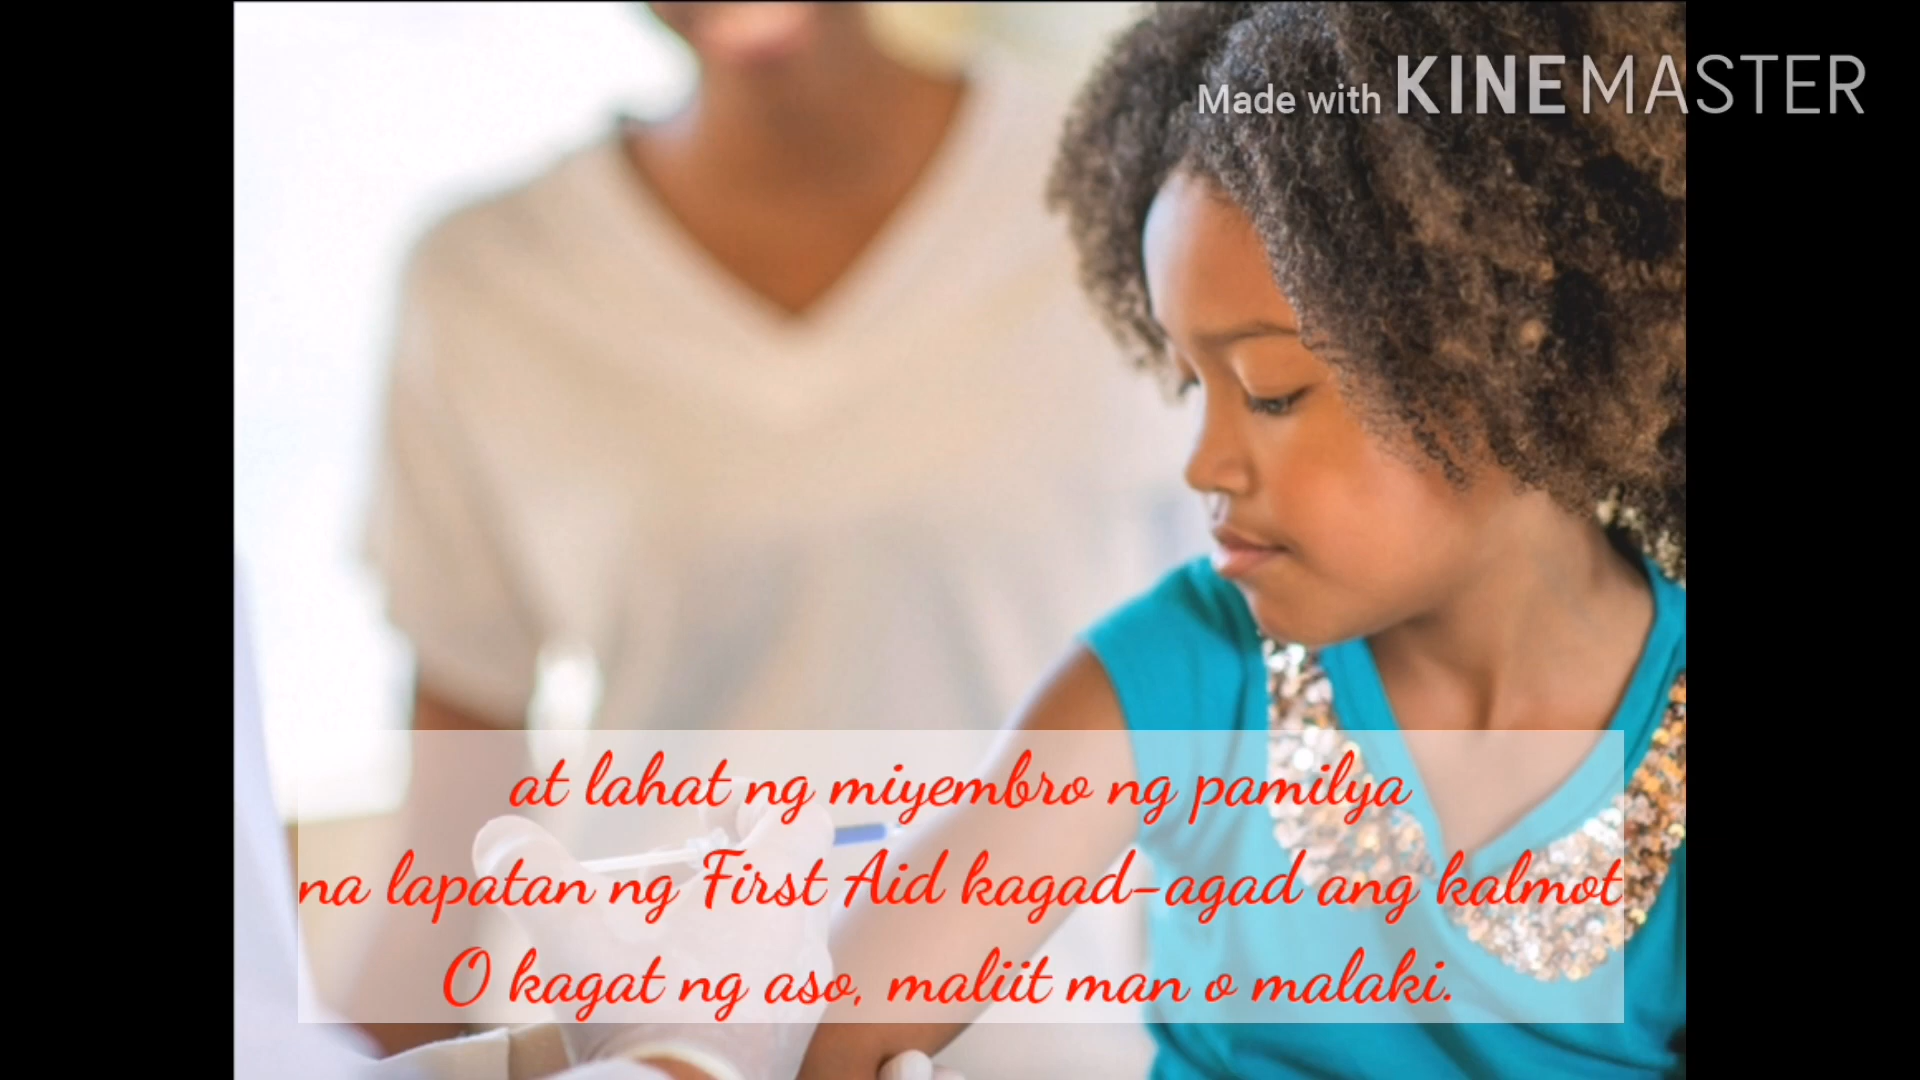 Made with KINEMASTER
at lahat ng miyembro ng pamilya
na lapatan ng First Aid kagad-agad ang kalmot
O kagat ng aso, maliit man o malaki.